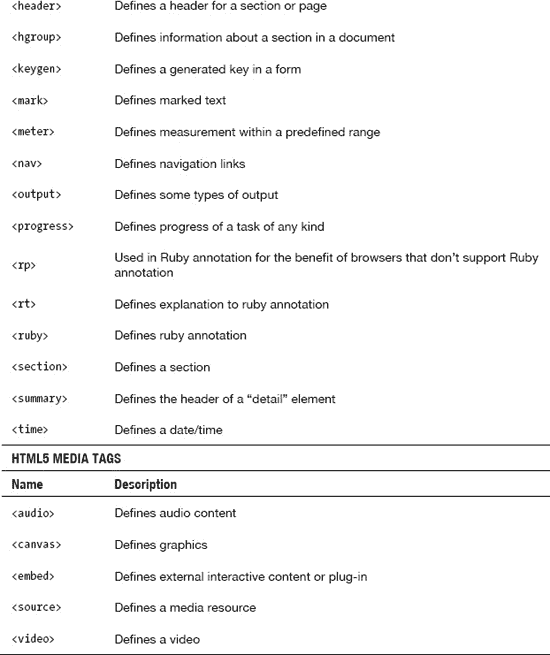 <header> Defines a header for a section or page
<hgroup> Defines information about a section in a document
<keygen> Defines a generated key in a form
<mark> Defines marked text
<meter> Defines measurement within a predefined range
<nav> Defines navigation links
<output> Defines some types of output
<progress> Defines progress of a task of any kind
<rp> Used in Ruby annotation for the benefit of browsers that don't support Ruby
annotation
<rt> Defines explanation to ruby annotation
<ruby> Defines ruby annotation
<section> Defines a section
<summary> Defines the header of a “detail” element
<time> Defines a date/time
HTML5 MEDIA TAGS
Name Description
<audio> Defines audio content
<canvas> Defines graphics
<embed> Defines external interactive content or plug-in
<source> Defines a media resource
<video> Defines a video